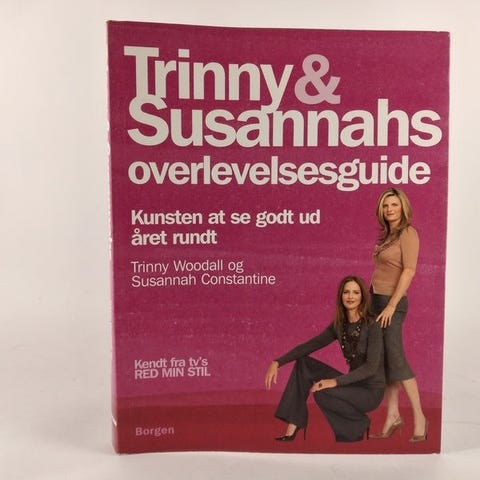 Trinny &
Susannahs
overlevelsesguide
Kunsten at se godt ud
året rundt
Trinny Woodall og
Susannah Constantine
Kendt fra tv's
RED MIN STIL
Borgen